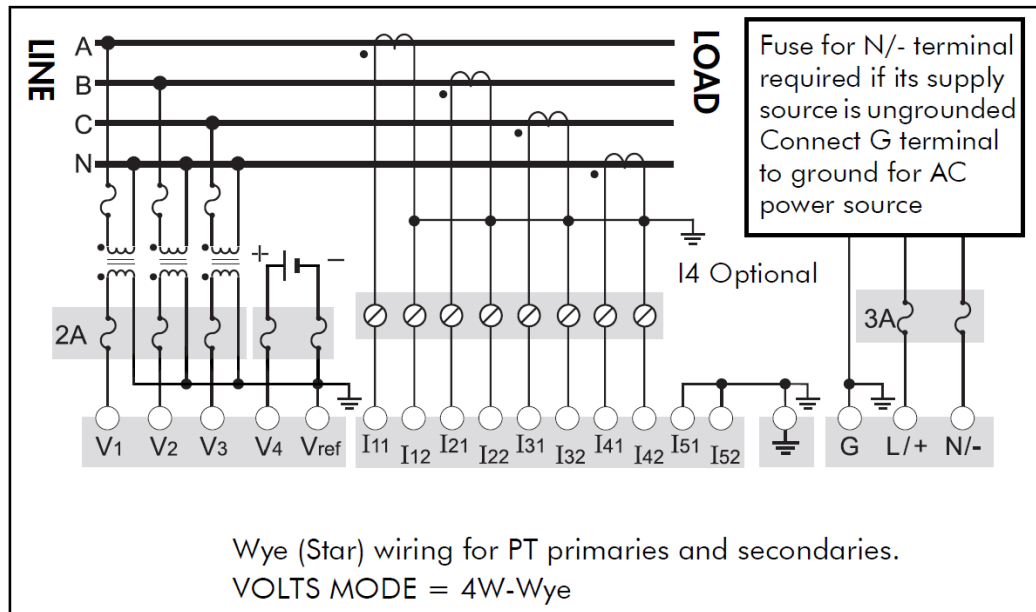 LINE
A
B
C
N
LOAD
Fuse for N/- terminal
required if its supply
source is ungrounded
Connect G terminal
to ground for AC
power source
+ −
I4 Optional
2A
3A
V1 V2 V3 V4 Vref I11 I12 I21 I22 I31 I32 I41 I42 I51 I52 G L/+ N/-
Wye (Star) wiring for PT primaries and secondaries.
VOLTS MODE = 4W-Wye